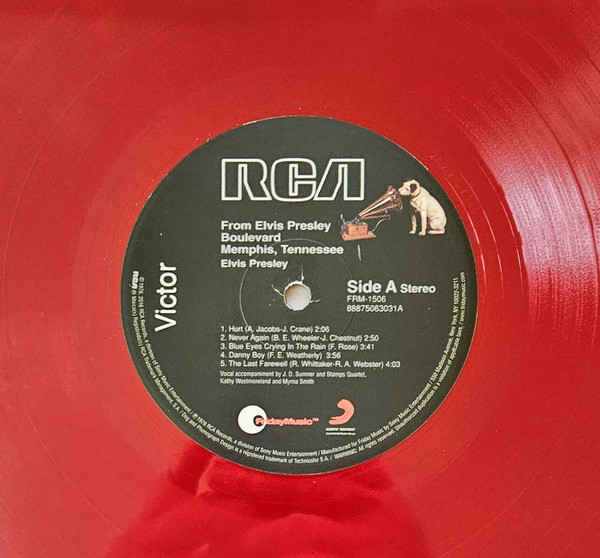 RCA
From Elvis Presley
Boulevard
Memphis, Tennessee
Elvis Presley
Victor
Side A Stereo
FRM-1506
88875063031A
1. Hurt (A. Jacobs-J. Crane) 2:06
2. Never Again (B. E. Wheeler-J. Chestnut) 2:50
3. Blue Eyes Crying In The Rain (F. Rose) 3:41
4. Danny Boy (F. E. Weatherly) 3:56
5. The Last Farewell (R. Whittaker-R. A. Webster) 4:03
Vocal accompaniment by J. D. Sumner and Stamps Quartet,
Kathy Westmoreland and Myrna Smith
FridayMusic™
SONY MUSIC